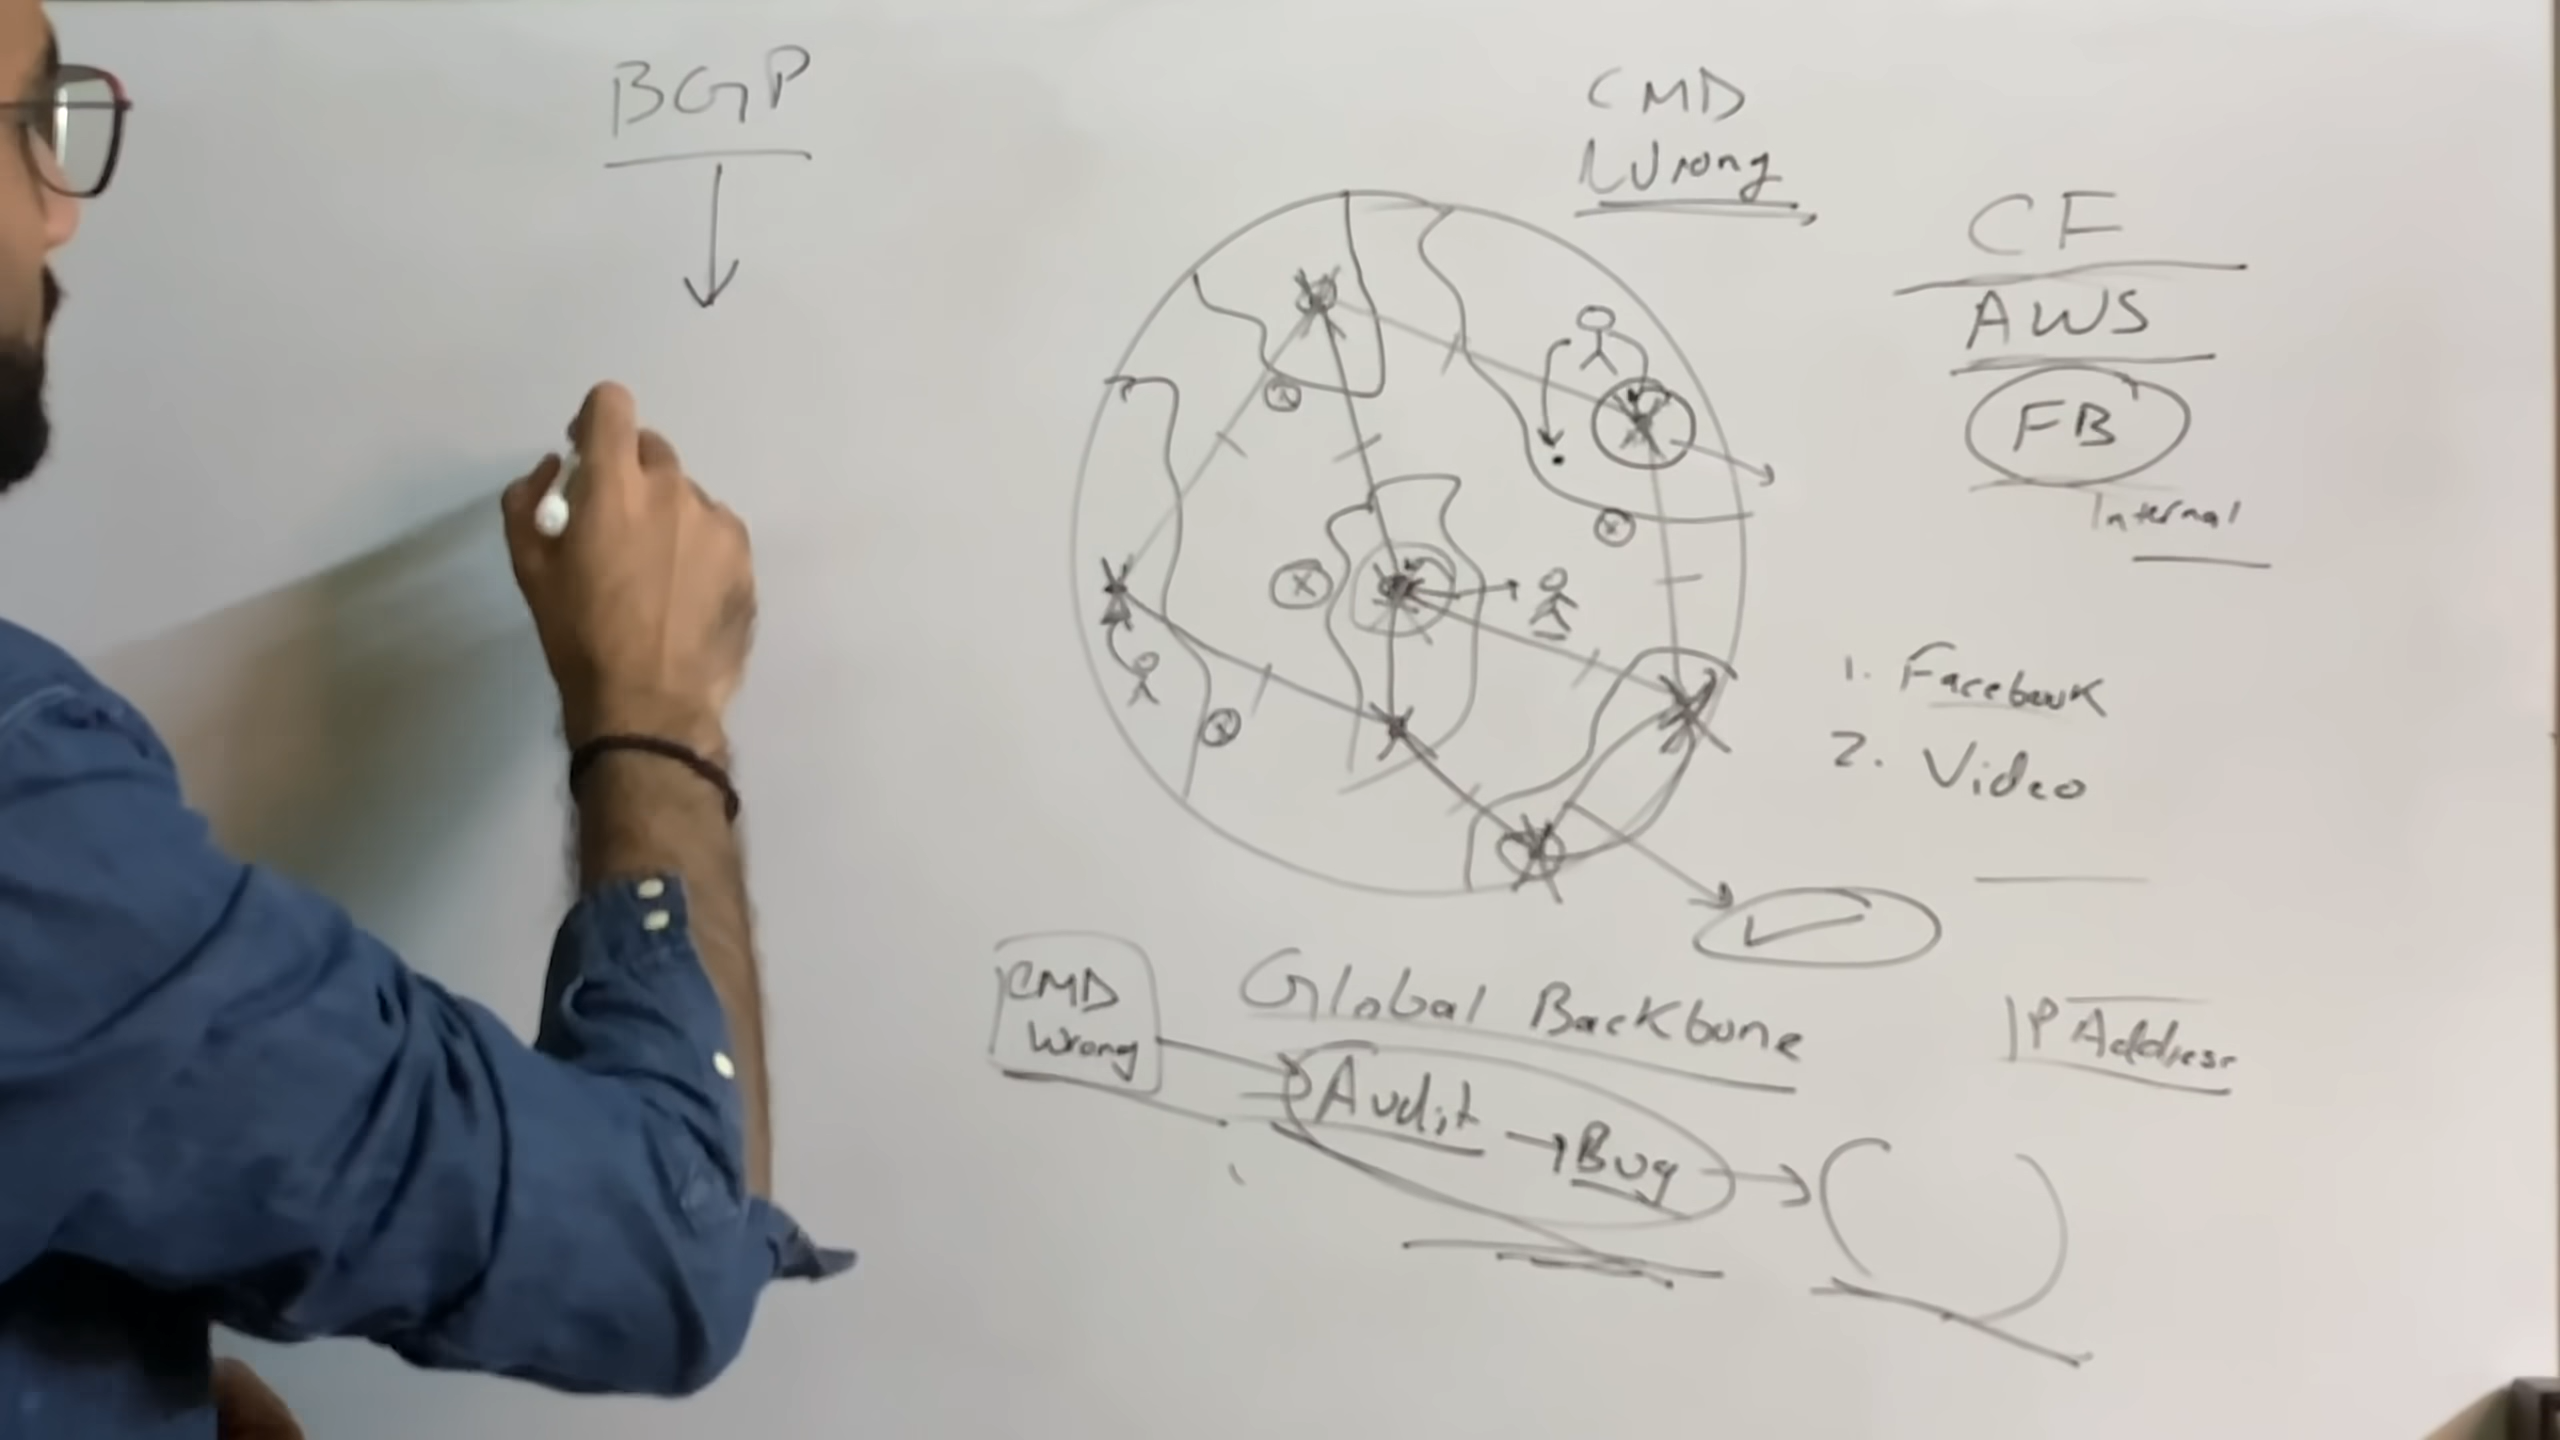 BGP
CMD
Wrong
CF
AWS
FB
Internal
1. Facebook
2. Video
CMD
Wrong
Global Backbone
IP Address
Audit → Bug